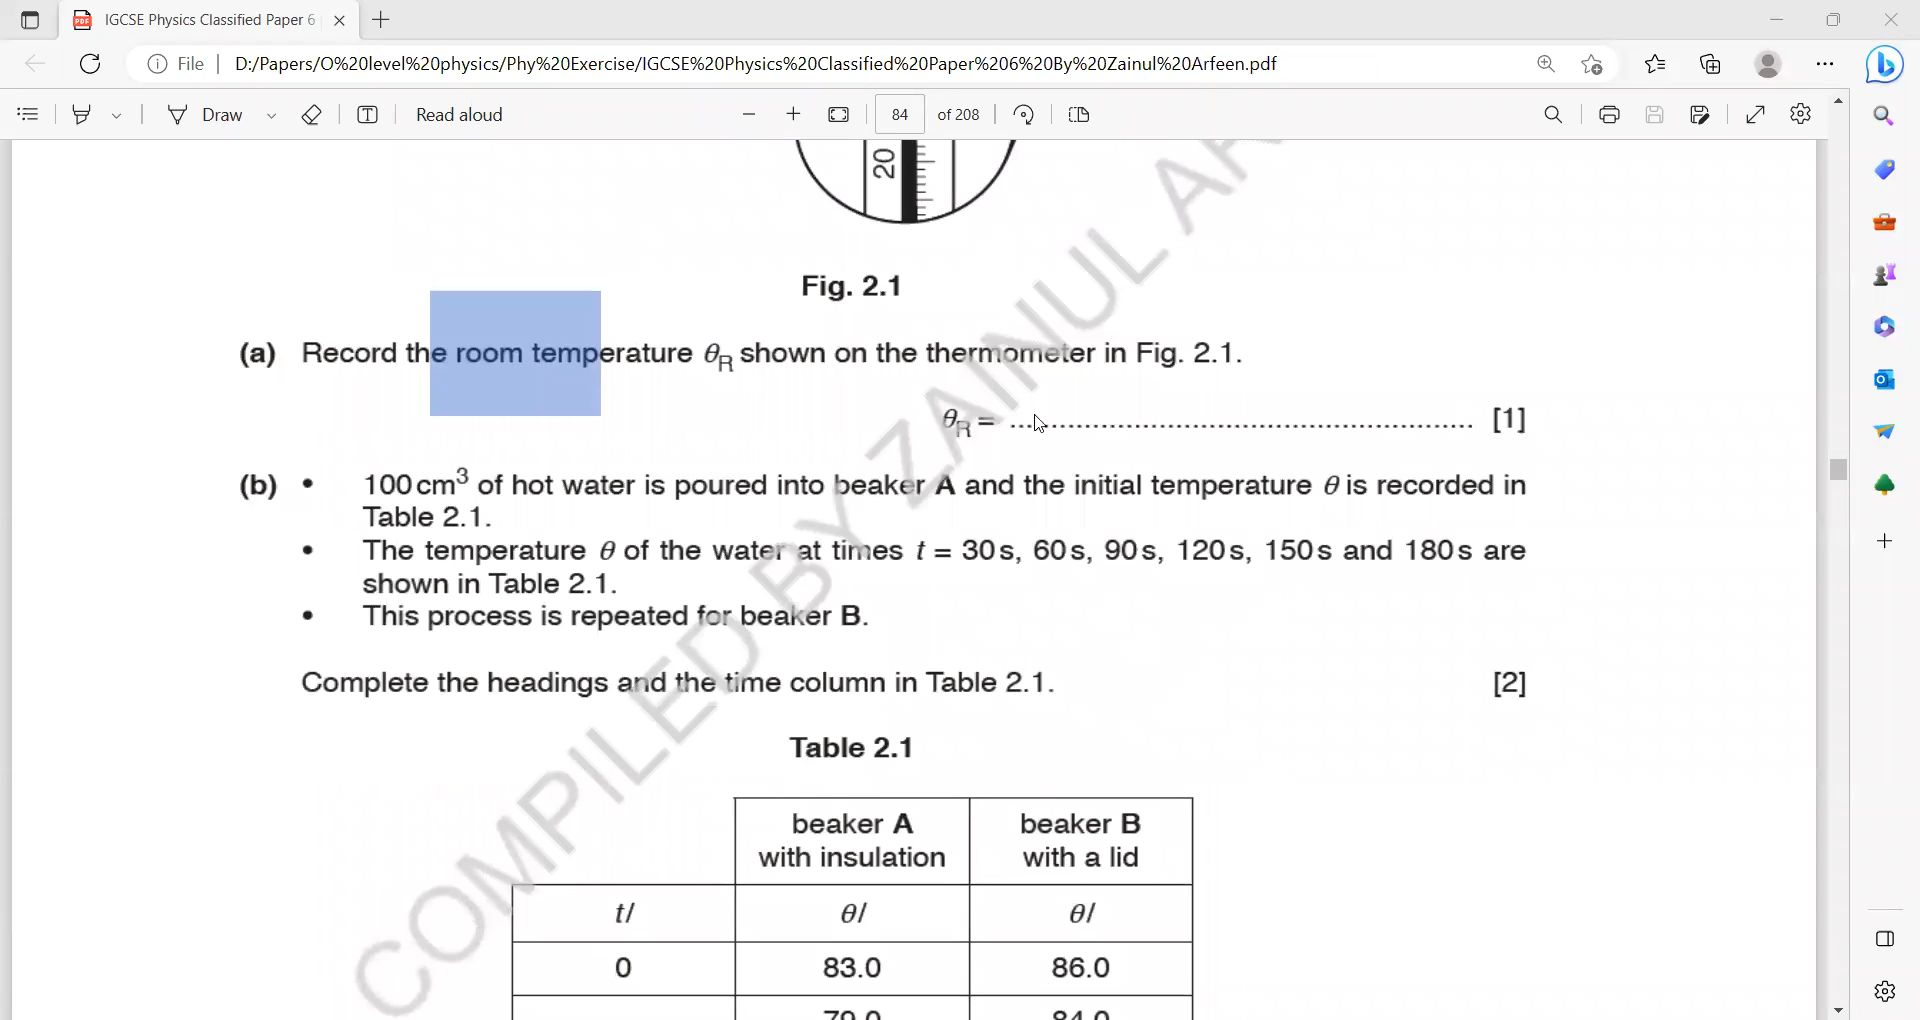 IGCSE Physics Classified Paper 6
File
D:/Papers/O%20level%20physics/Phy%20Exercise/IGCSE%20Physics%20Classified%20Paper%206%20By%20Zainul%20Arfeen.pdf
Draw
Read aloud
84 of 208
20
Fig. 2.1
(a) Record the room temperature θR shown on the thermometer in Fig. 2.1.
θR = .......................................................... [1]
(b) • 100 cm³ of hot water is poured into beaker A and the initial temperature θ is recorded in
Table 2.1.
• The temperature θ of the water at times t = 30 s, 60 s, 90 s, 120 s, 150 s and 180 s are
shown in Table 2.1.
• This process is repeated for beaker B.
Complete the headings and the time column in Table 2.1. [2]
Table 2.1
beaker A beaker B
with insulation with a lid
t/ θ/ θ/
0 83.0 86.0
79.0 84.0
COMPILED BY ZAINUL AR